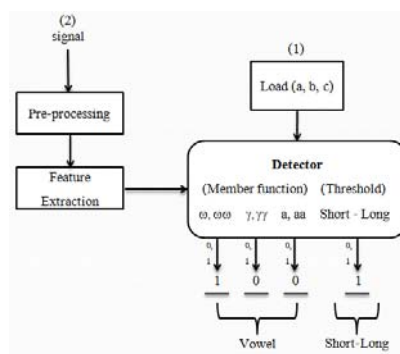 (2)
signal
(1)
Load (a, b, c)
Pre-processing
Feature
Extraction
Detector
(Member function) (Threshold)
ω, ωω γ, γγ a, aa Short - Long
0, 0, 0, 0,
1 1 1 1
1 0 0 1
Vowel Short-Long